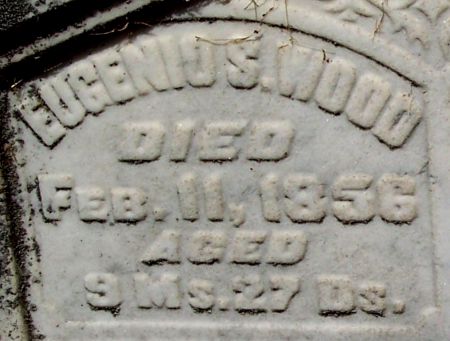 EUGENIO S. WOOD
DIED
FEB. 11, 1856
AGED
9 Ms. 27 Ds.